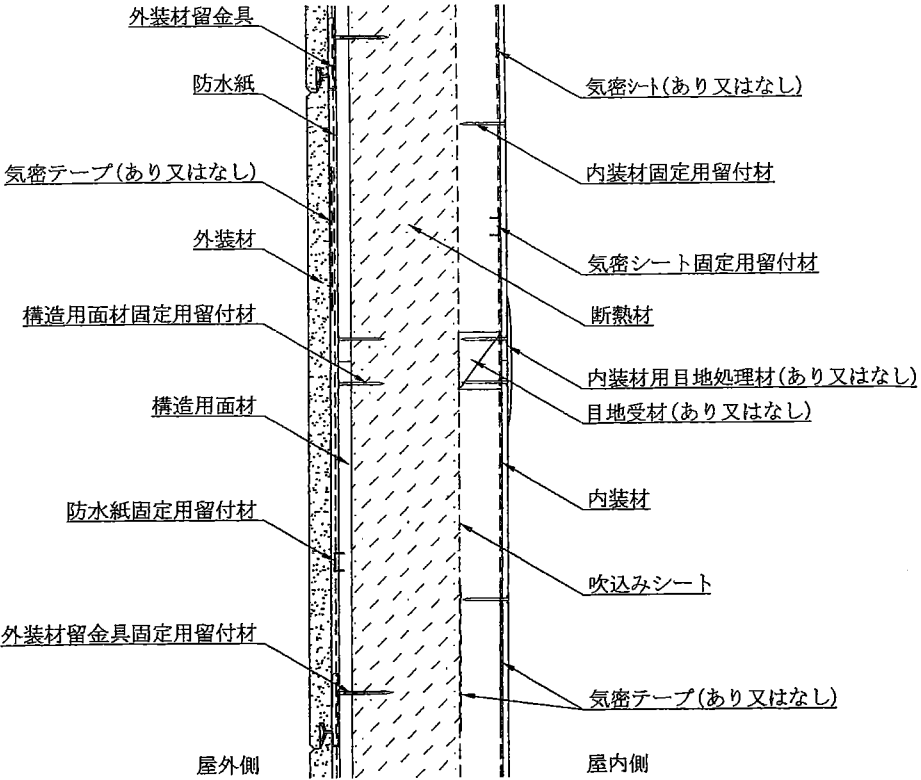 外装材留金具
防水紙
気密テープ(あり又はなし)
外装材
構造用面材固定用留付材
構造用面材
防水紙固定用留付材
外装材留金具固定用留付材
屋外側
気密シート(あり又はなし)
内装材固定用留付材
気密シート固定用留付材
断熱材
内装材用目地処理材(あり又はなし)
目地受材(あり又はなし)
内装材
吹込みシート
気密テープ(あり又はなし)
屋内側